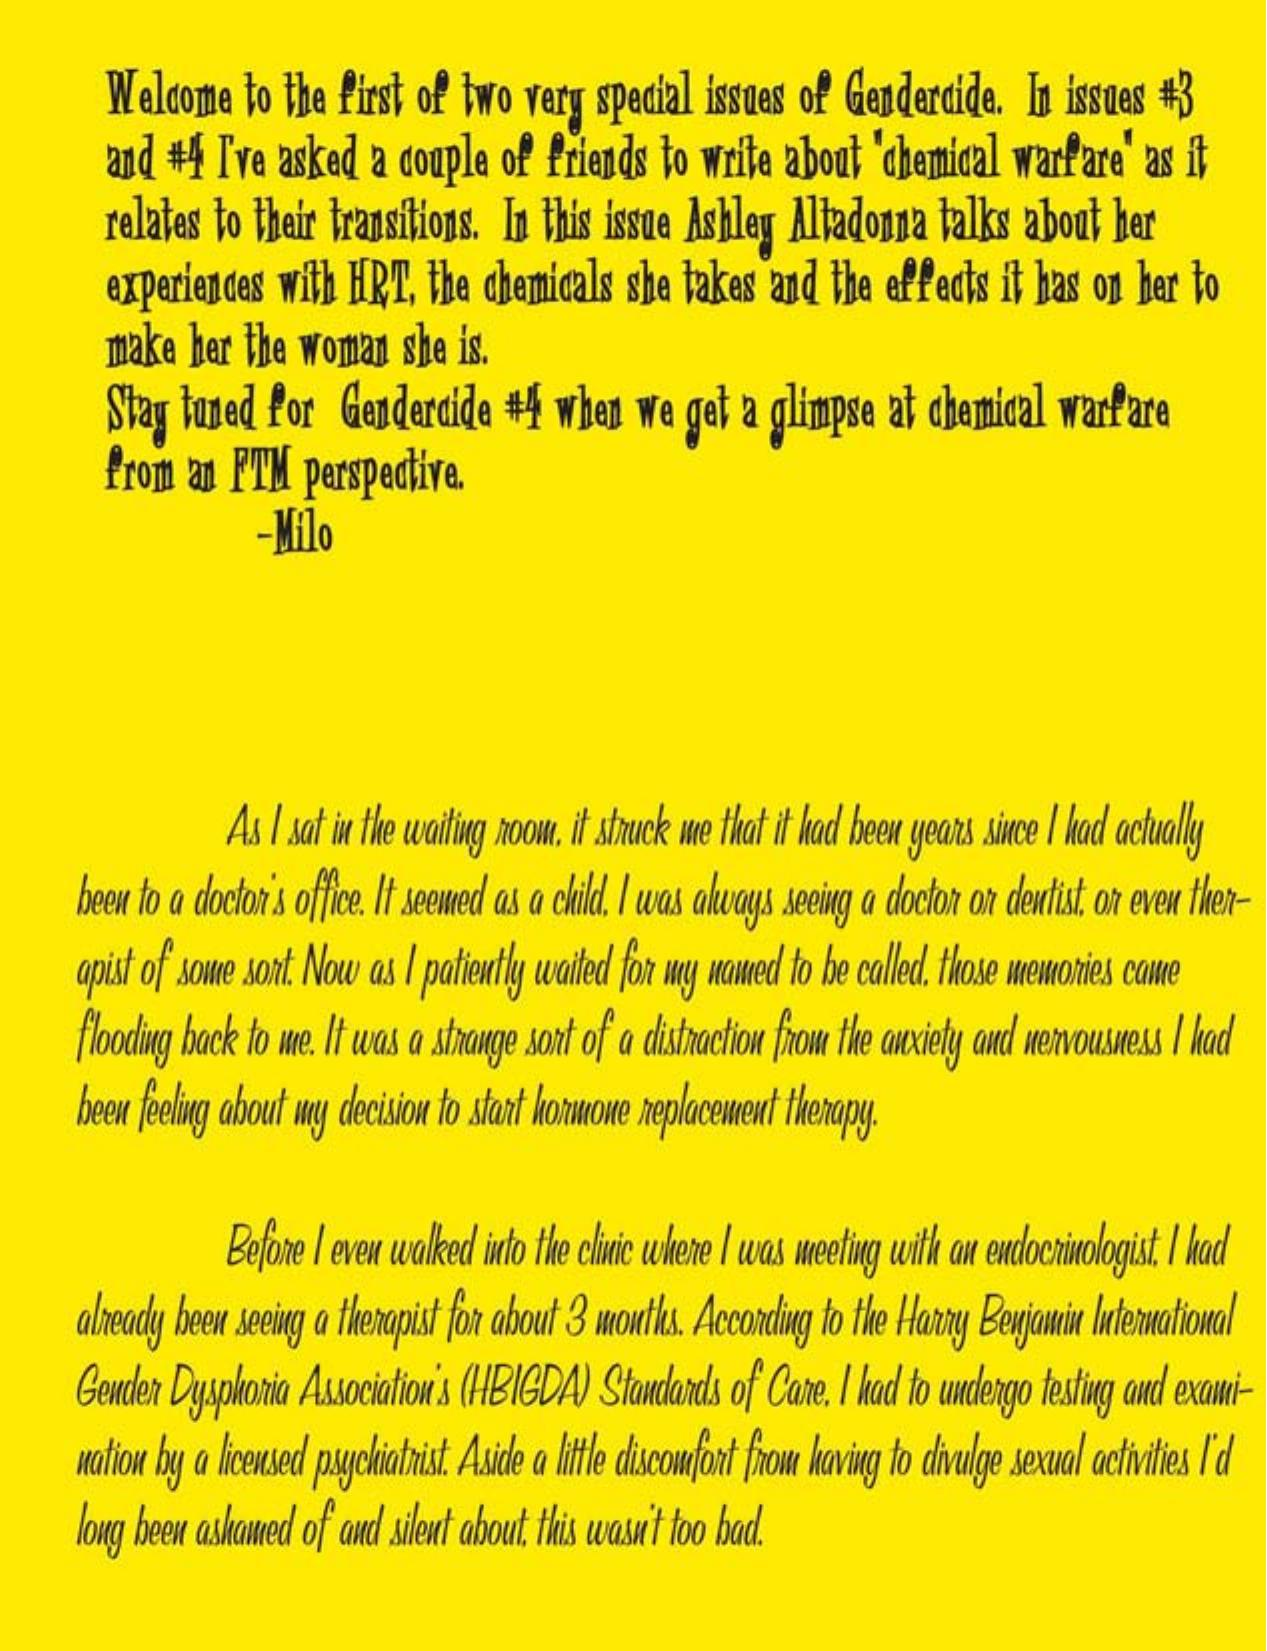 Welcome to the first of two very special issues of Gendercide. In issues #3
and #4 I've asked a couple of friends to write about "chemical warfare" as it
relates to their transitions. In this issue Ashley Altadonna talks about her
experiences with HRT, the chemicals she takes and the effects it has on her to
make her the woman she is.
Stay tuned for Gendercide #4 when we get a glimpse at chemical warfare
from an FTM perspective.
-Milo
As I sat in the waiting room, it struck me that it had been years since I had actually
been to a doctor's office. It seemed as a child, I was always seeing a doctor or dentist, or even ther-
apist of some sort. Now as I patiently waited for my named to be called, those memories came
flooding back to me. It was a strange sort of a distraction from the anxiety and nervousness I had
been feeling about my decision to start hormone replacement therapy.
Before I even walked into the clinic where I was meeting with an endocrinologist, I had
already been seeing a therapist for about 3 months. According to the Harry Benjamin International
Gender Dysphoria Association's (HBIGDA) Standards of Care, I had to undergo testing and exami-
nation by a licensed psychiatrist. Aside a little discomfort from having to divulge sexual activities I'd
long been ashamed of and silent about, this wasn't too bad.